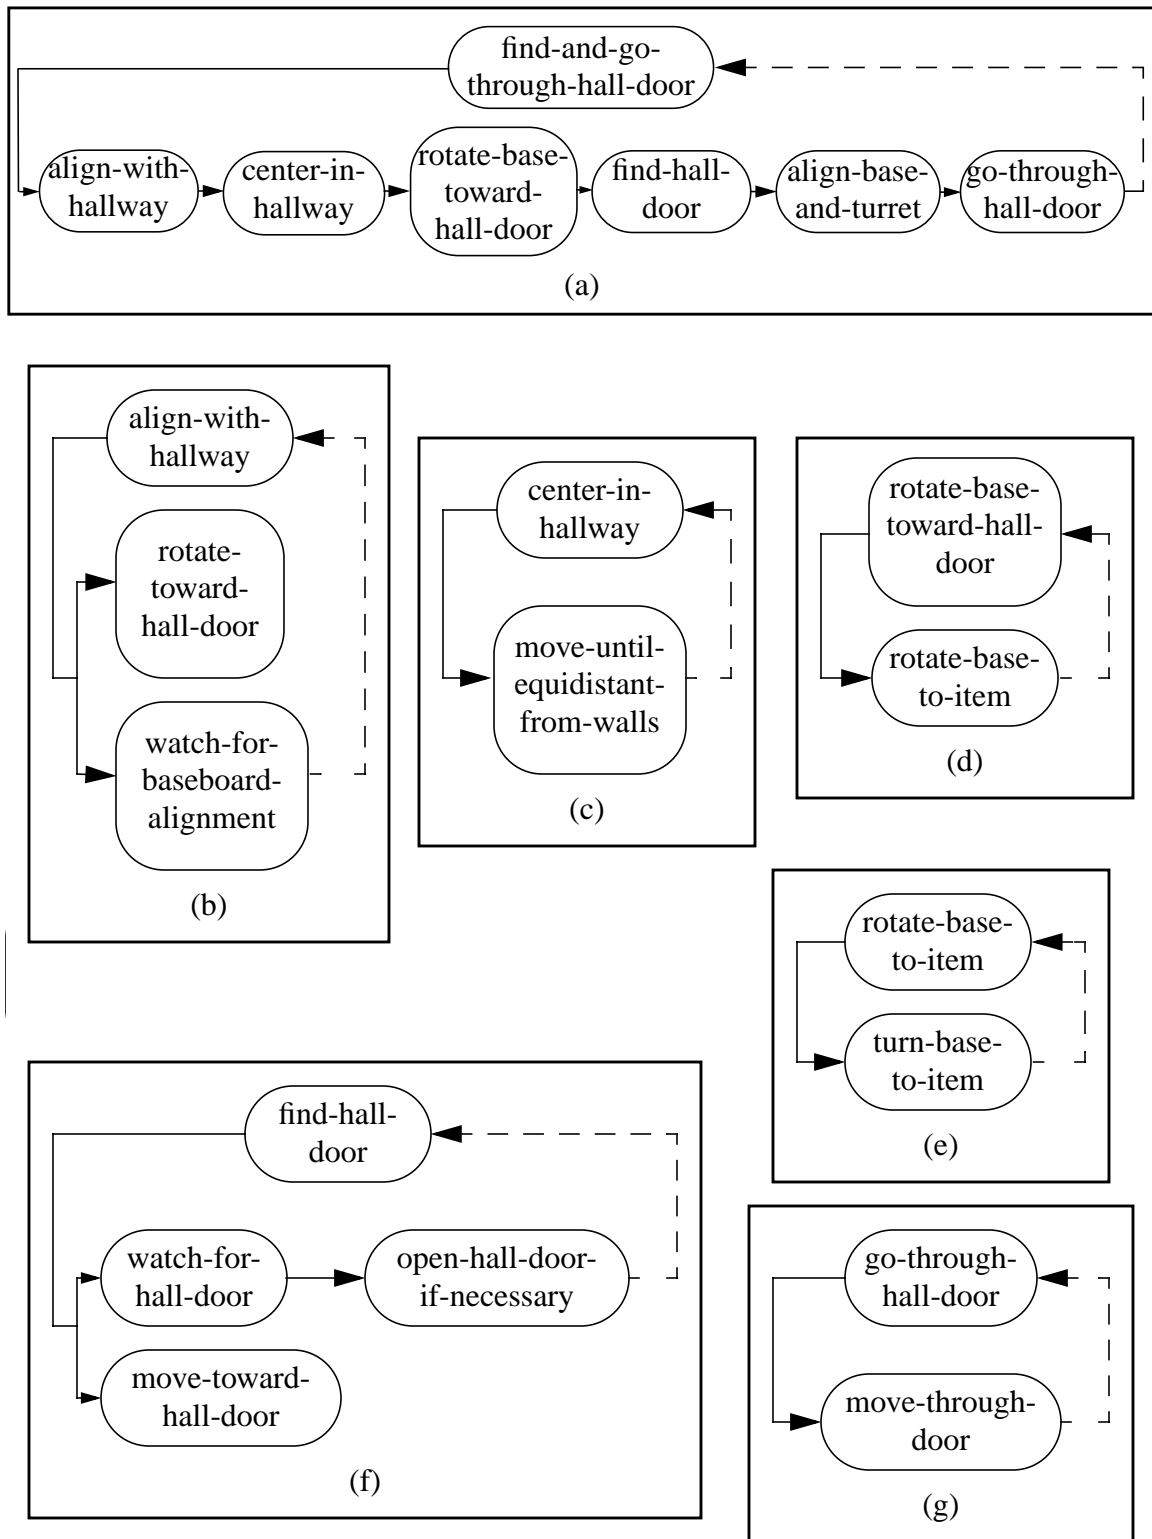 find-and-go-
through-hall-door
align-with-
hallway
center-in-
hallway
rotate-base-
toward-
hall-door
find-hall-
door
align-base-
and-turret
go-through-
hall-door
(a)
align-with-
hallway
rotate-
toward-
hall-door
watch-for-
baseboard-
alignment
(b)
center-in-
hallway
move-until-
equidistant-
from-walls
(c)
rotate-base-
toward-hall-
door
rotate-base-
to-item
(d)
rotate-base-
to-item
turn-base-
to-item
(e)
find-hall-
door
watch-for-
hall-door
open-hall-door-
if-necessary
move-toward-
hall-door
(f)
go-through-
hall-door
move-through-
door
(g)